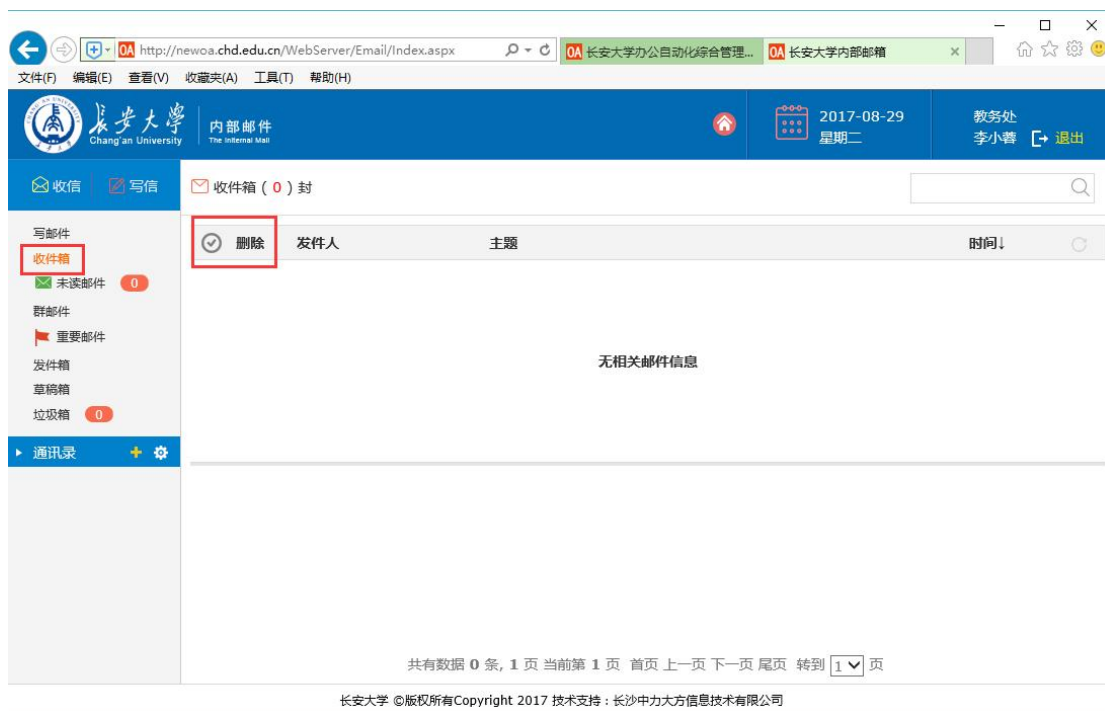 http://newoa.chd.edu.cn/WebServer/Email/Index.aspx
OA 长安大学办公自动化综合管理...
OA 长安大学内部邮箱
文件(F) 编辑(E) 查看(V) 收藏夹(A) 工具(T) 帮助(H)
長安大學
Chang'an University
内部邮件
The Internal Mail
2017-08-29
星期二
教务处
李小蓉 退出
收信 写信
收件箱 ( 0 ) 封
写邮件
收件箱
未读邮件 0
群邮件
重要邮件
发件箱
草稿箱
垃圾箱 0
通讯录
删除 发件人 主题 时间↓
无相关邮件信息
共有数据 0 条, 1 页 当前第 1 页 首页 上一页 下一页 尾页 转到 1 页
长安大学 ©版权所有Copyright 2017 技术支持：长沙中力大方信息技术有限公司